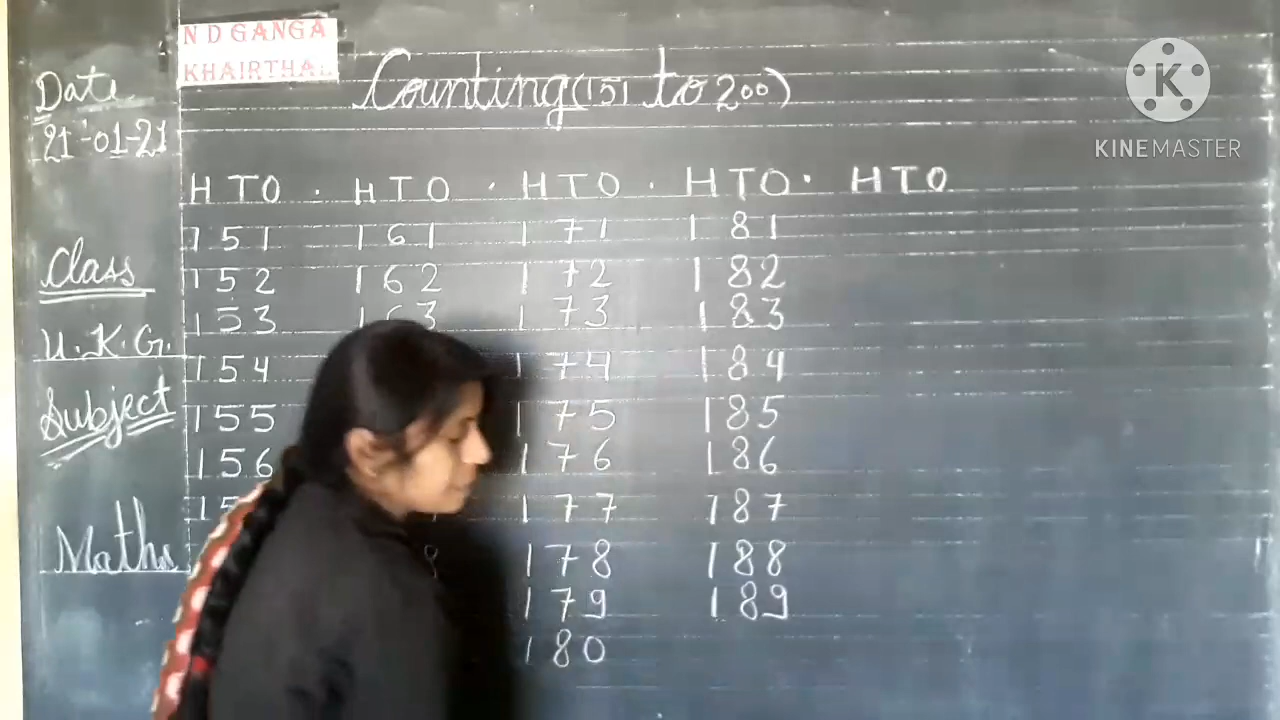 N D GANGA
KHAIRTHAL
Counting (151 to 200)
KINEMASTER
Date
21-01-21
H T O . H T O . H T O . H T O . H T O
151 161 171 181
152 162 172 182
Class
153 163 173 183
U.K.G.
154 174 184
Subject
155 175 185
156 176 186
177 187
Maths
8 178 188
179 189
180